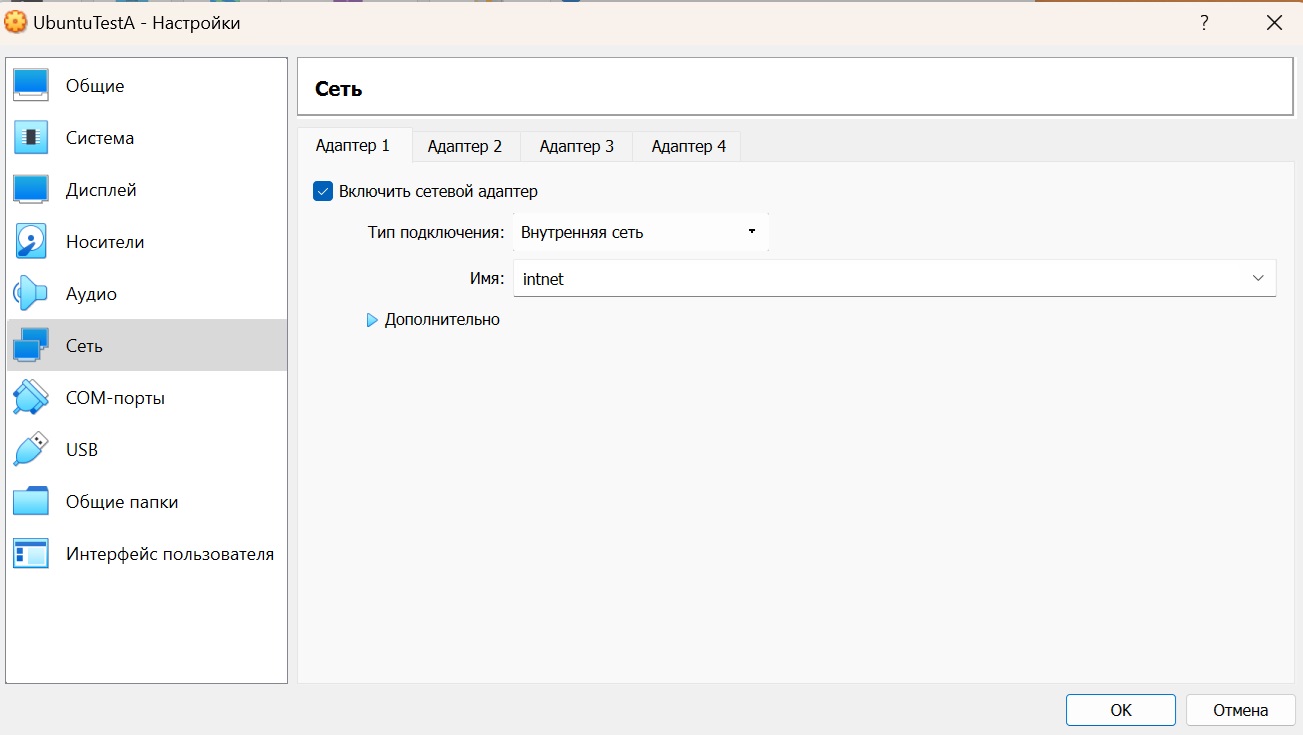 UbuntuTestA - Настройки
?
Общие
Система
Дисплей
Носители
Аудио
Сеть
COM-порты
USB
Общие папки
Интерфейс пользователя
Сеть
Адаптер 1 Адаптер 2 Адаптер 3 Адаптер 4
Включить сетевой адаптер
Тип подключения: Внутренняя сеть
Имя: intnet
Дополнительно
OK Отмена